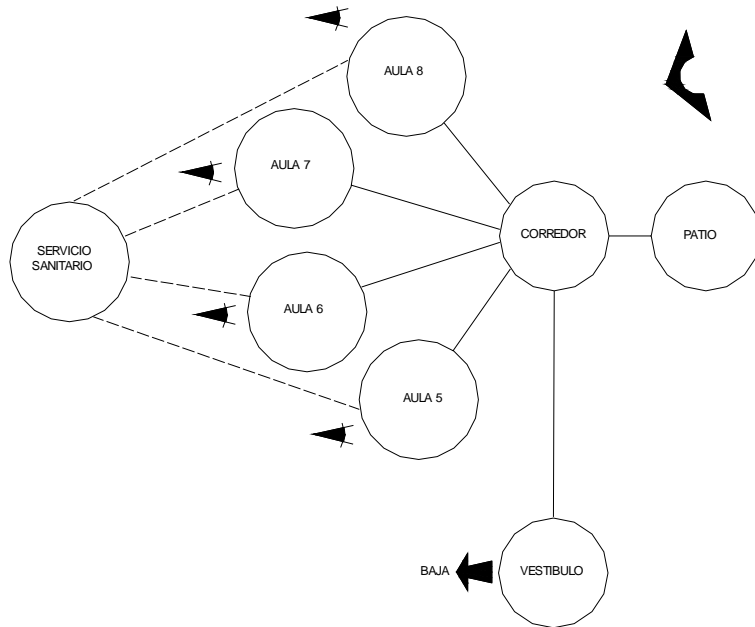 AULA 8
AULA 7
CORREDOR
PATIO
SERVICIO
SANITARIO
AULA 6
AULA 5
BAJA
VESTIBULO